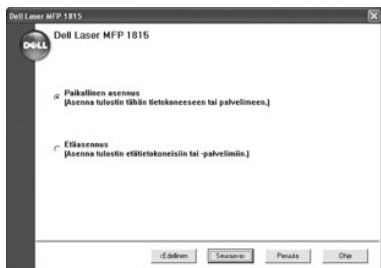 Dell Laser MFP 1815
DELL
Dell Laser MFP 1815
Paikallinen asennus
(Asenna tulostin tähän tietokoneeseen tai palvelimeen.)
Etäasennus
(Asenna tulostin etätietokoneisiin tai -palvelimiin.)
<Edellinen Seuraava> Peruuta Ohje